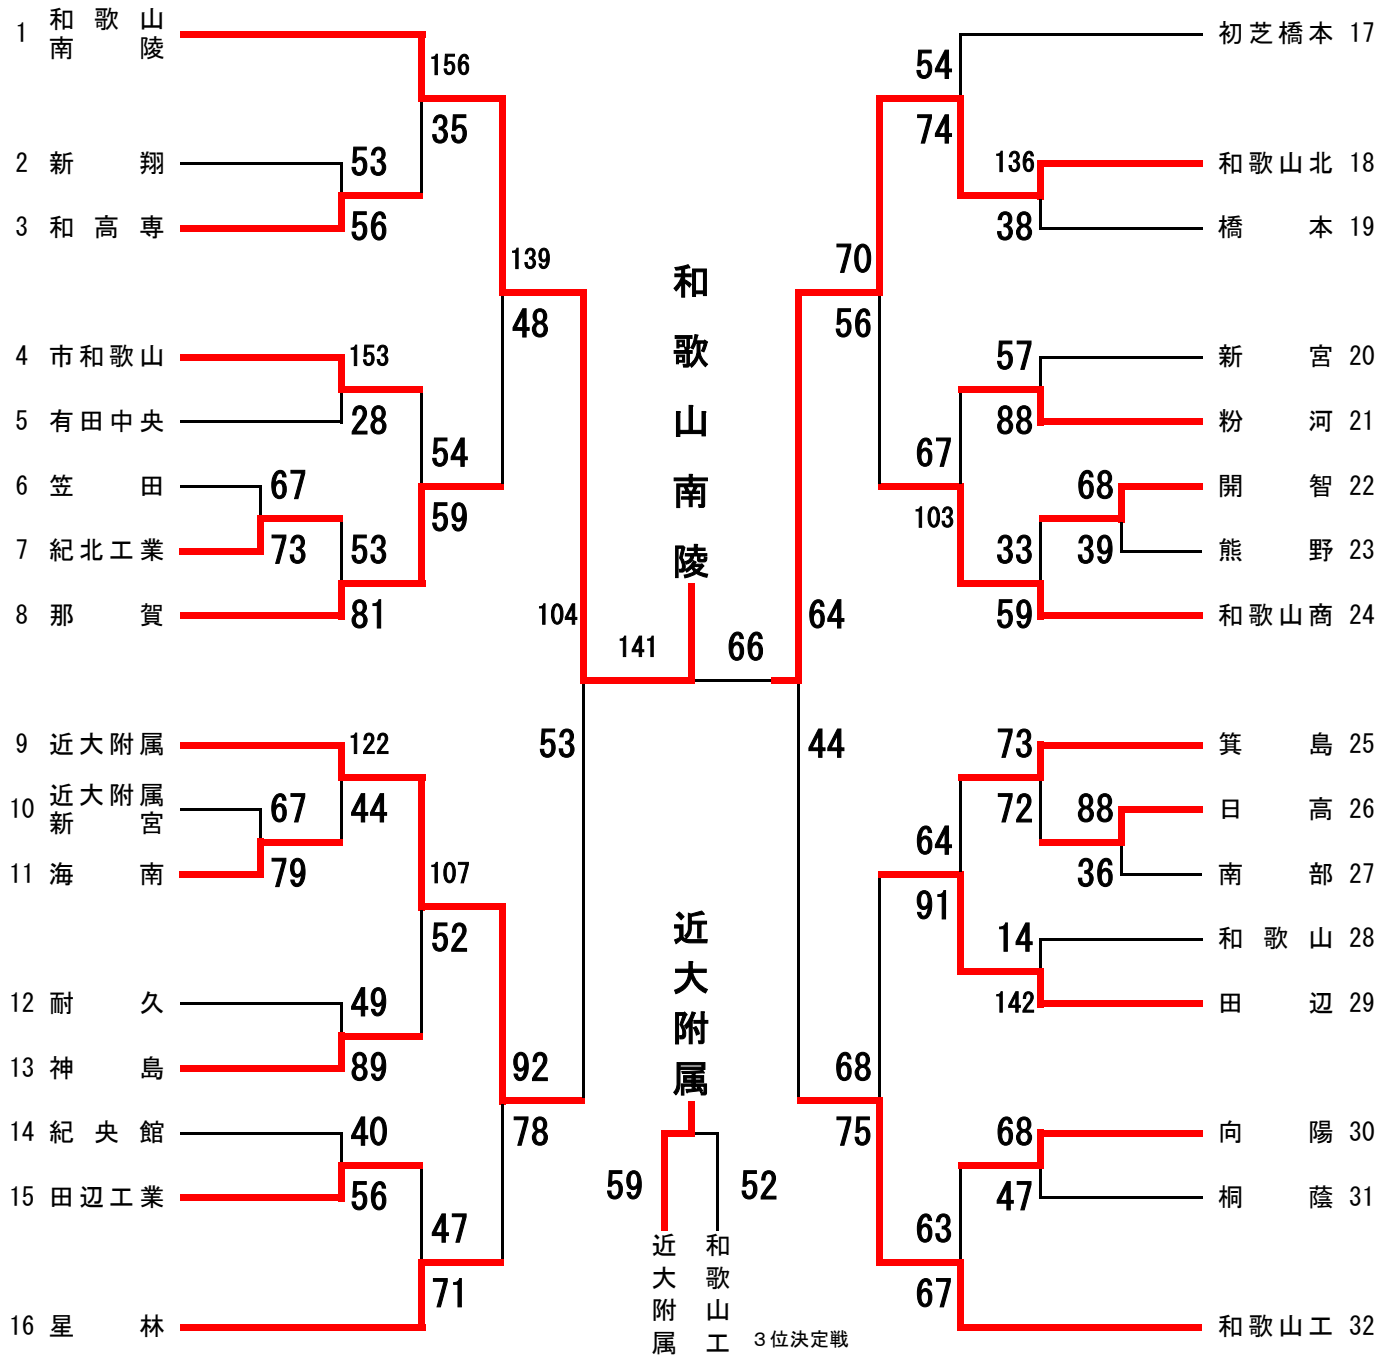 1 和歌山南陵
156
35
2 新翔 53
3 和高専 56
139
48
4 市和歌山 153
5 有田中央 28
54
59
6 笠田 67
7 紀北工業 73
53
8 那賀 81
104
53
9 近大附属 122
44
10 近大附属新宮 67
11 海南 79
107
52
12 耐久 49
13 神島 89
92
78
14 紀央館 40
15 田辺工業 56
47
71
16 星林
和歌山南陵
141 66
近大附属
59 52
近大附属
和歌山工
3位決定戦
初芝橋本 17
54
74
136 和歌山北 18
38 橋本 19
70
56
57 新宮 20
88 粉河 21
67
103
68 開智 22
39 熊野 23
33
59 和歌山商 24
64
44
73 箕島 25
72
88 日高 26
36 南部 27
64
91
14 和歌山 28
142 田辺 29
68
75
68 向陽 30
47 桐蔭 31
63
67
和歌山工 32